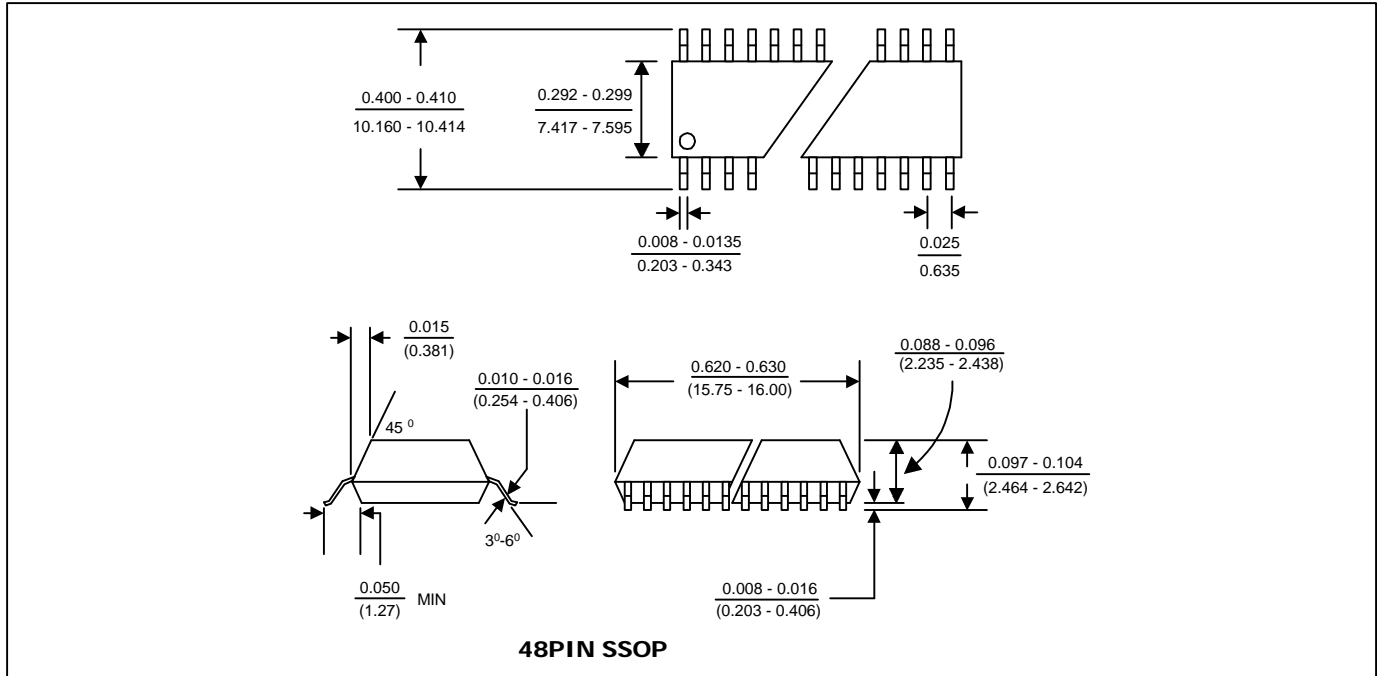 0.400 - 0.410
10.160 - 10.414
0.292 - 0.299
7.417 - 7.595
0.008 - 0.0135
0.203 - 0.343
0.025
0.635
0.015
(0.381)
45 0
0.010 - 0.016
(0.254 - 0.406)
3⁰-6⁰
0.050
(1.27)
MIN
0.620 - 0.630
(15.75 - 16.00)
0.088 - 0.096
(2.235 - 2.438)
0.097 - 0.104
(2.464 - 2.642)
0.008 - 0.016
(0.203 - 0.406)
48PIN SSOP